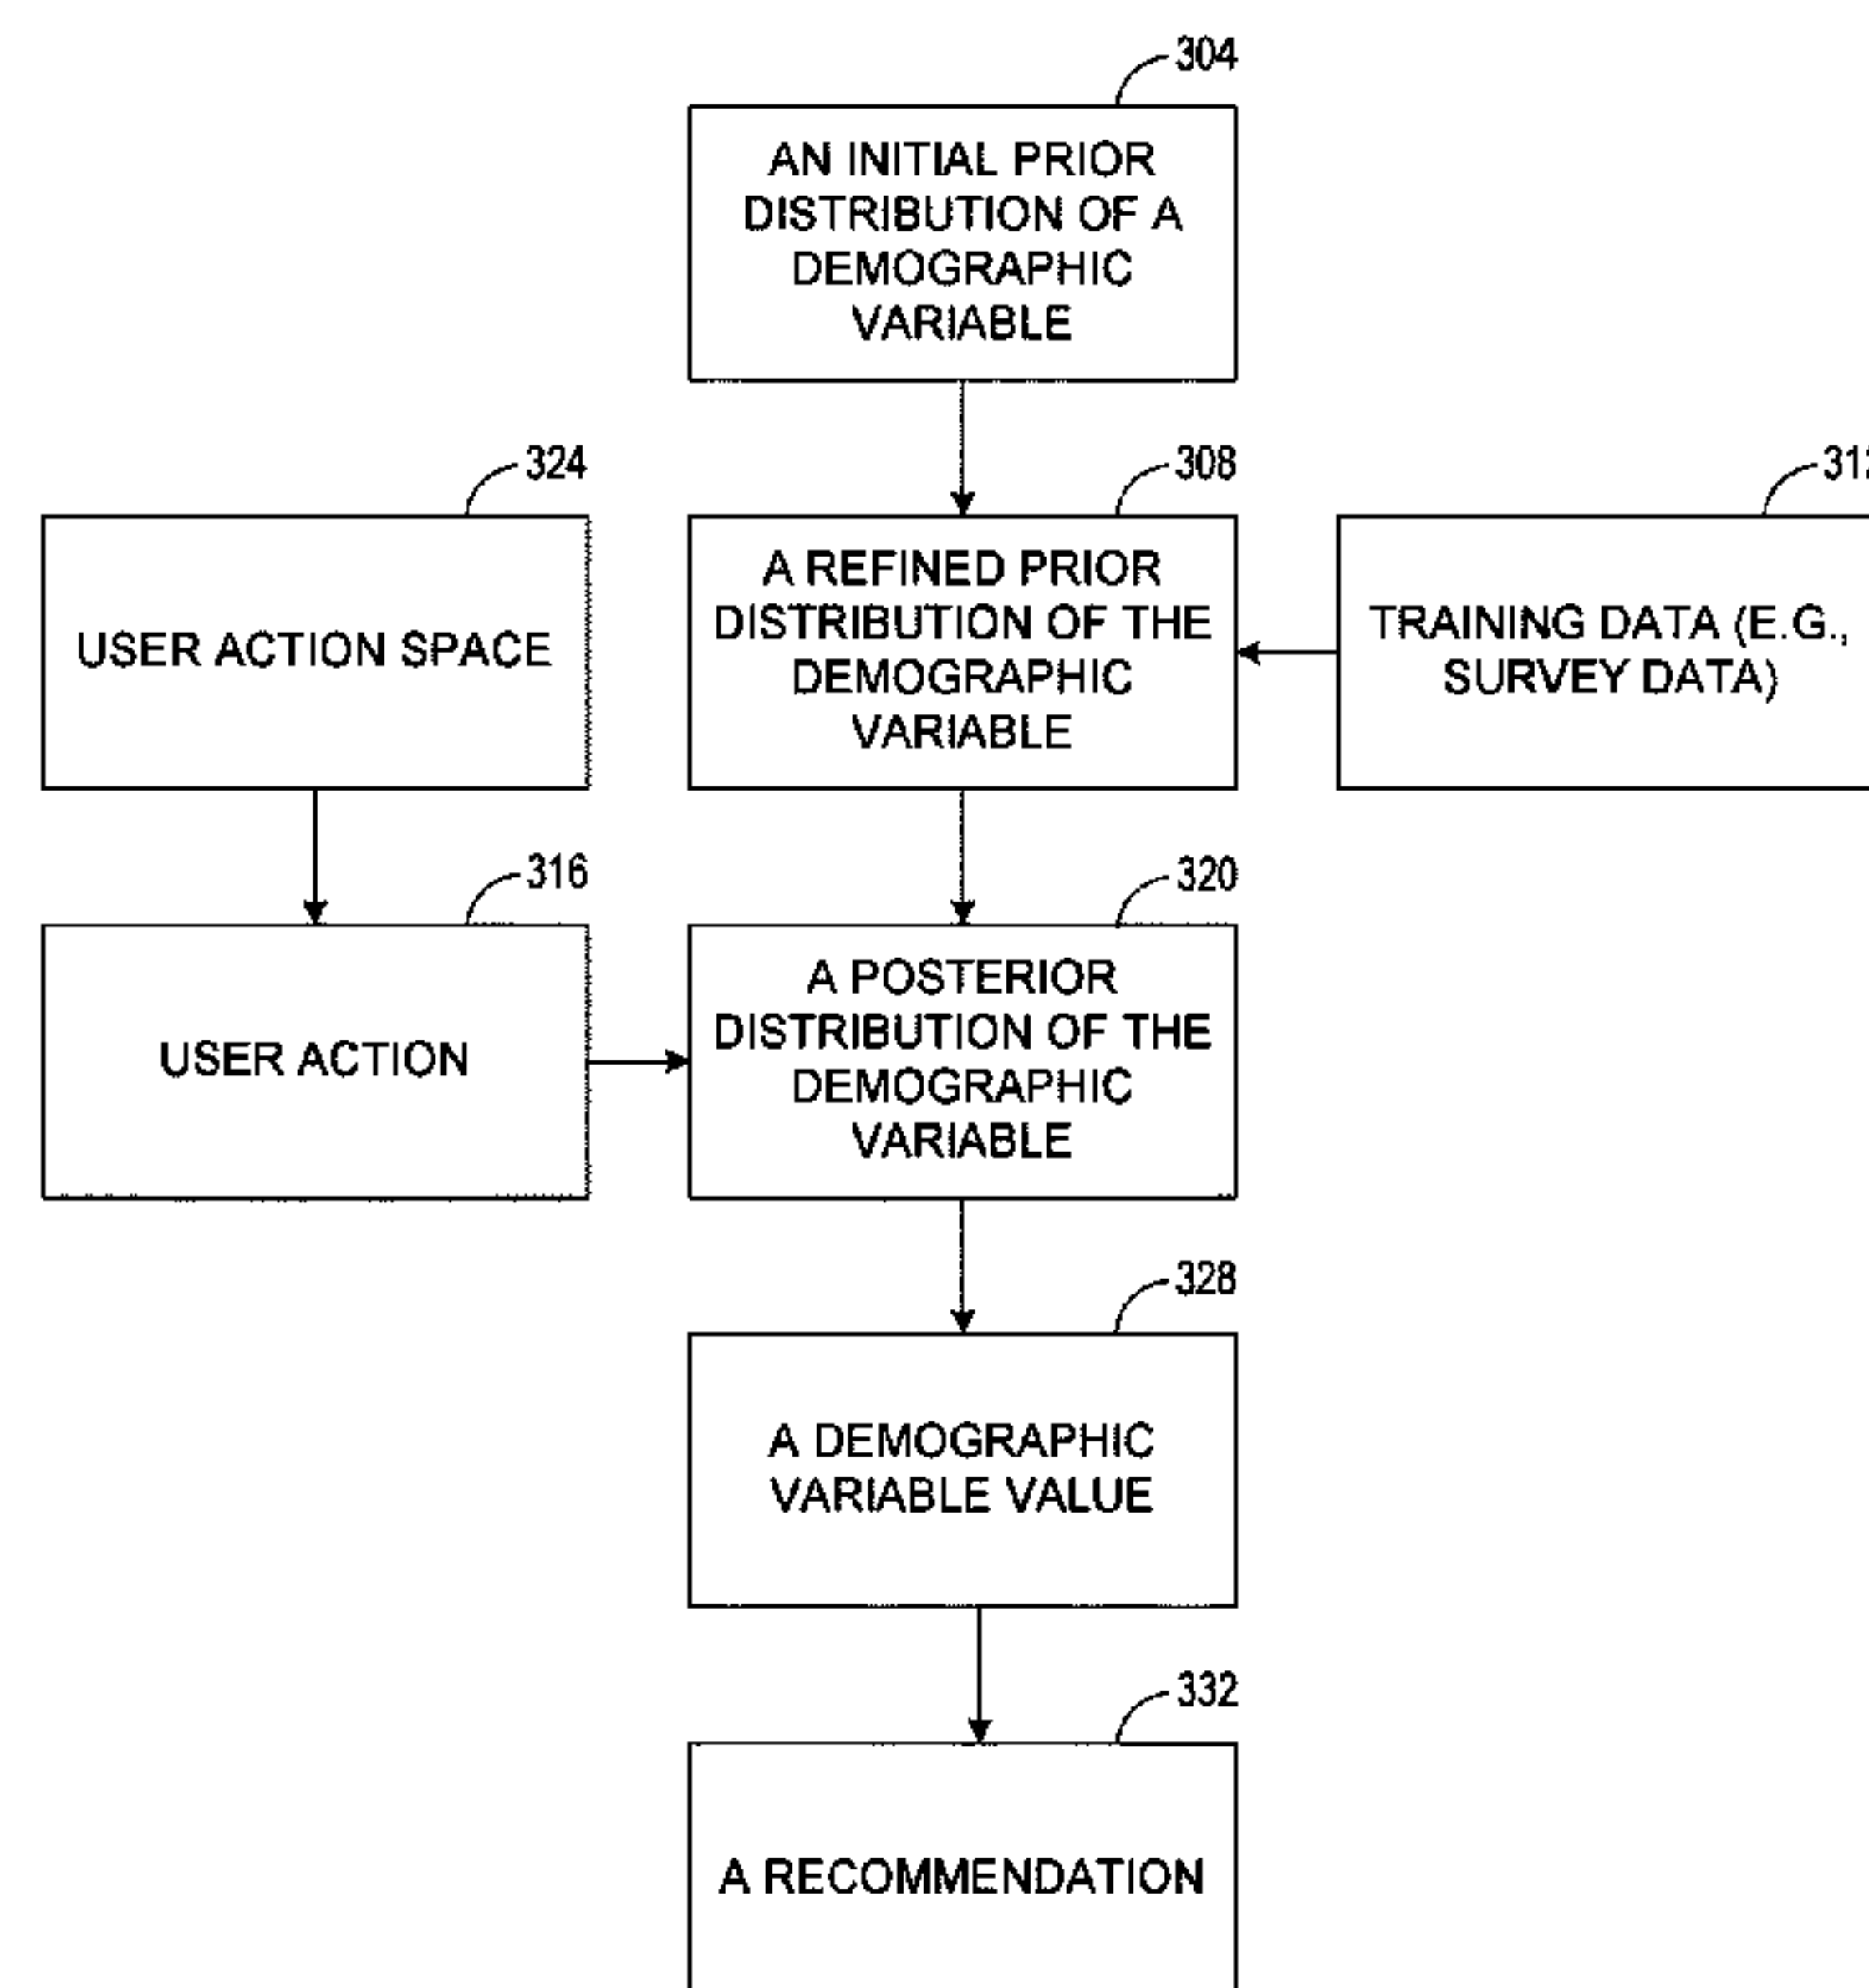 304
AN INITIAL PRIOR
DISTRIBUTION OF A
DEMOGRAPHIC
VARIABLE
324
308
USER ACTION SPACE
A REFINED PRIOR
DISTRIBUTION OF THE
DEMOGRAPHIC
VARIABLE
TRAINING DATA (E.G.,
SURVEY DATA)
316
320
USER ACTION
A POSTERIOR
DISTRIBUTION OF THE
DEMOGRAPHIC
VARIABLE
328
A DEMOGRAPHIC
VARIABLE VALUE
332
A RECOMMENDATION